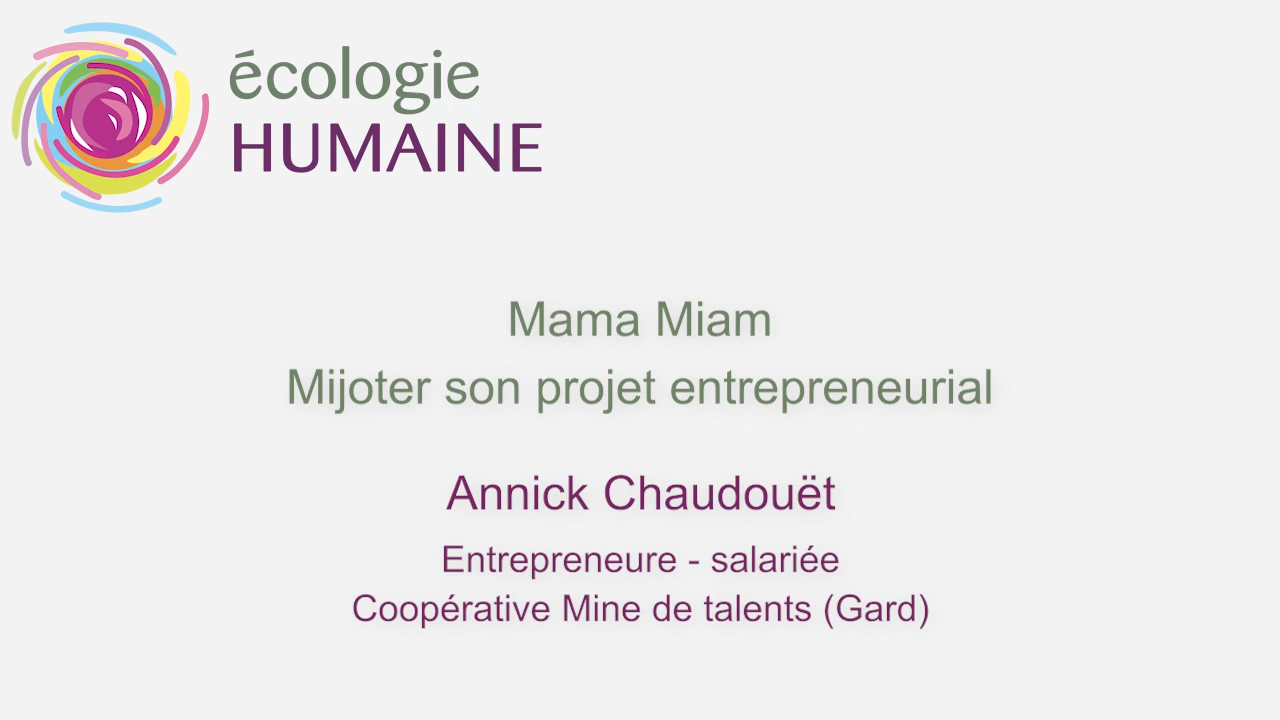 écologie
HUMAINE
Mama Miam
Mijoter son projet entrepreneurial
Annick Chaudouët
Entrepreneure - salariée
Coopérative Mine de talents (Gard)